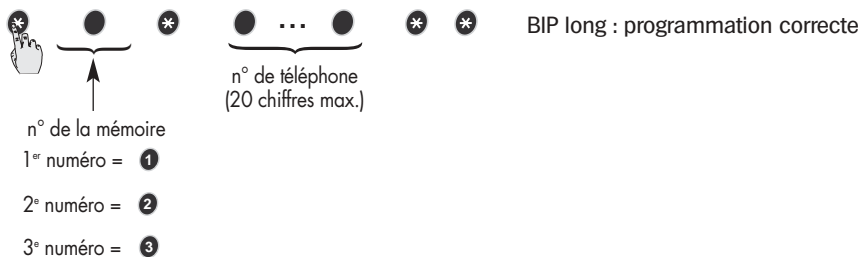 * * ... * * BIP long : programmation correcte
n° de téléphone
(20 chiffres max.)
n° de la mémoire
1er numéro = 1
2e numéro = 2
3e numéro = 3